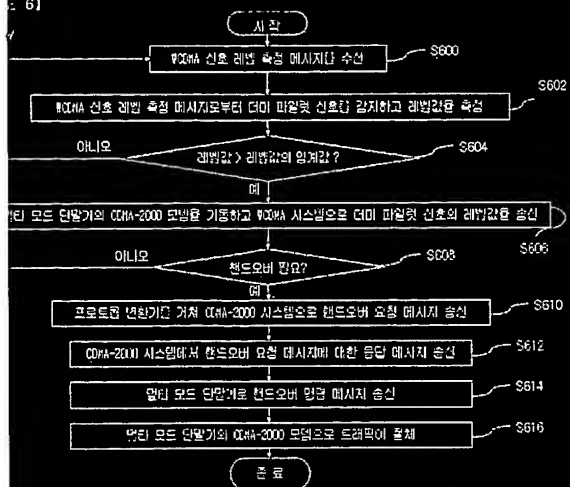 6]
시 작
WCDMA 신호 레벨 측정 메시지를 수신
S600
WCDMA 신호 레벨 측정 메시지로부터 더미 파일럿 신호를 감지하고 레벨값을 측정
S602
레벨값 > 레벨값의 임계값 ?
S604
아니오
예
멀티 모드 단말기의 CDMA-2000 모뎀을 기동하고 WCDMA 시스템으로 더미 파일럿 신호의 레벨값을 송신
S606
핸드오버 필요?
S608
아니오
예
프로토콜 변환기를 거쳐 CDMA-2000 시스템으로 핸드오버 요청 메시지 송신
S610
CDMA-2000 시스템에서 핸드오버 요청 메시지에 대한 응답 메시지 송신
S612
멀티 모드 단말기로 핸드오버 명령 메시지 송신
S614
멀티 모드 단말기의 CDMA-2000 모뎀으로 트래픽이 절체
S616
종 료